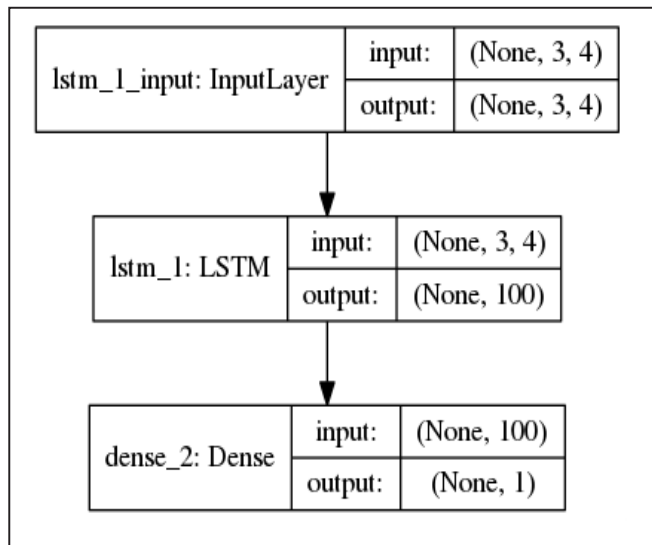 lstm_1_input: InputLayer
input: (None, 3, 4)
output: (None, 3, 4)
lstm_1: LSTM
input: (None, 3, 4)
output: (None, 100)
dense_2: Dense
input: (None, 100)
output: (None, 1)